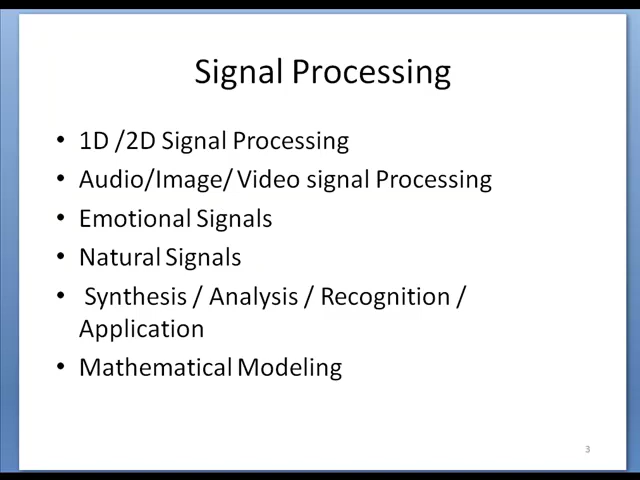 Signal Processing
• 1D /2D Signal Processing
• Audio/Image/ Video signal Processing
• Emotional Signals
• Natural Signals
• Synthesis / Analysis / Recognition /
Application
• Mathematical Modeling
3